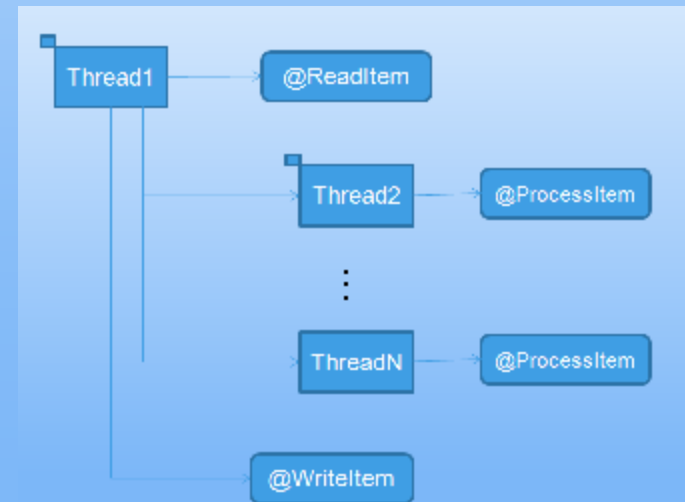 Thread1
@ReadItem
Thread2
@ProcessItem
⋮
ThreadN
@ProcessItem
@WriteItem